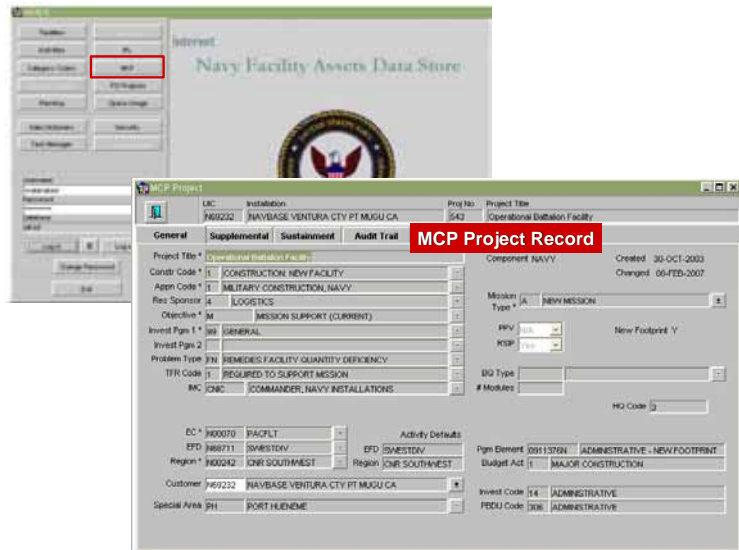 Internet
Navy Facility Assets Data Store
Facilities
Activities
Category Codes
MCP
Planning
Security
Exit
MCP Project
UIC Installation Proj No Project Title
N69232 NAVBASE VENTURA CTY PT MUGU CA 543 Operational Battalion Facility
General Supplemental Sustainment Audit Trail
MCP Project Record
Project Title * Operational Battalion Facility Component NAVY Created 30-OCT-2003
Constr Code * 1 CONSTRUCTION: NEW FACILITY Changed 06-FEB-2007
Appn Code * 1 MILITARY CONSTRUCTION, NAVY
Res Sponsor 4 LOGISTICS Mission Type * A NEW MISSION
Objective * M MISSION SUPPORT (CURRENT)
Invest Pgm 1 * 99 GENERAL PPV N/A New Footprint Y
Invest Pgm 2 RSIP Yes
Problem Type FN REMEDIES FACILITY QUANTITY DEFICIENCY
TFR Code 1 REQUIRED TO SUPPORT MISSION BQ Type
IMC CNIC COMMANDER, NAVY INSTALLATIONS # Modules
HQ Code 3
EC * N00070 PACFLT Activity Defaults
EFD N68711 SWESTDIV EFD SWESTDIV Pgm Element 0911376N ADMINISTRATIVE - NEW FOOTPRINT
Region * N00242 CNR SOUTHWEST Region CNR SOUTHWEST Budget Act 1 MAJOR CONSTRUCTION
Customer N69232 NAVBASE VENTURA CTY PT MUGU CA Invest Code 14 ADMINISTRATIVE
Special Area PH PORT HUENEME PBDU Code 306 ADMINISTRATIVE